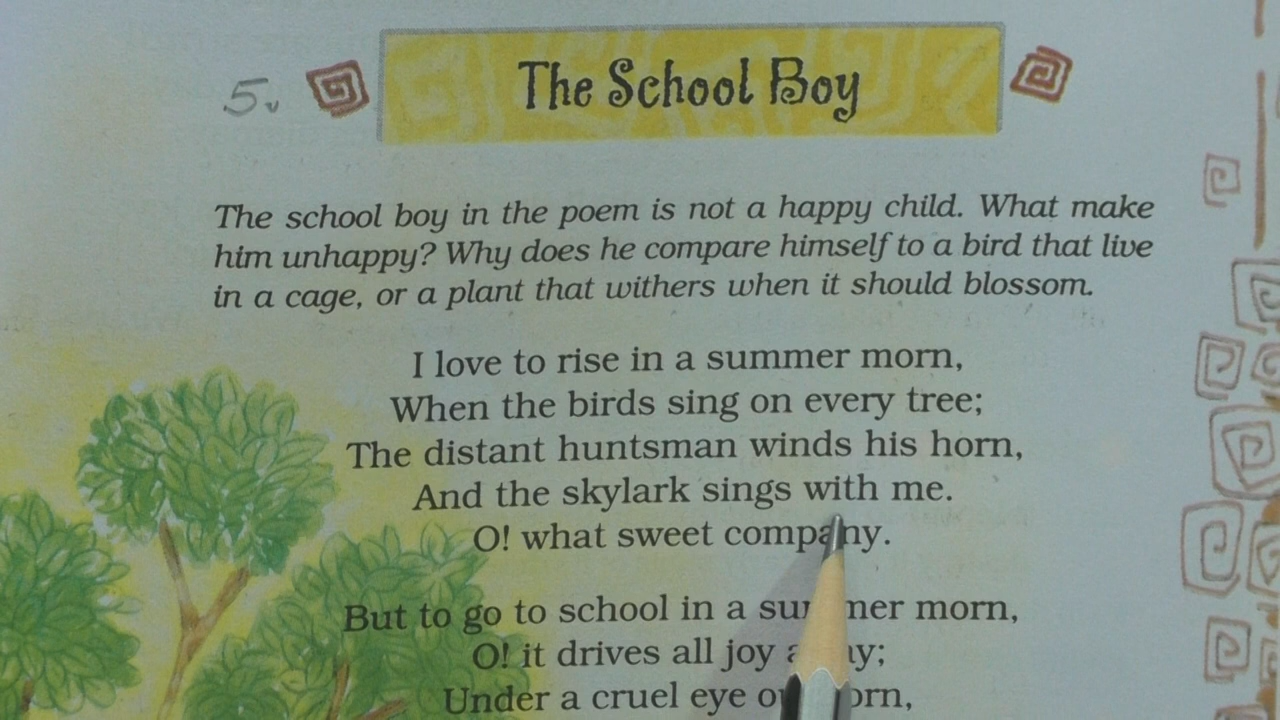 5.
The School Boy
The school boy in the poem is not a happy child. What make
him unhappy? Why does he compare himself to a bird that live
in a cage, or a plant that withers when it should blossom.
I love to rise in a summer morn,
When the birds sing on every tree;
The distant huntsman winds his horn,
And the skylark sings with me.
O! what sweet company.
But to go to school in a summer morn,
O! it drives all joy away;
Under a cruel eye outworn,